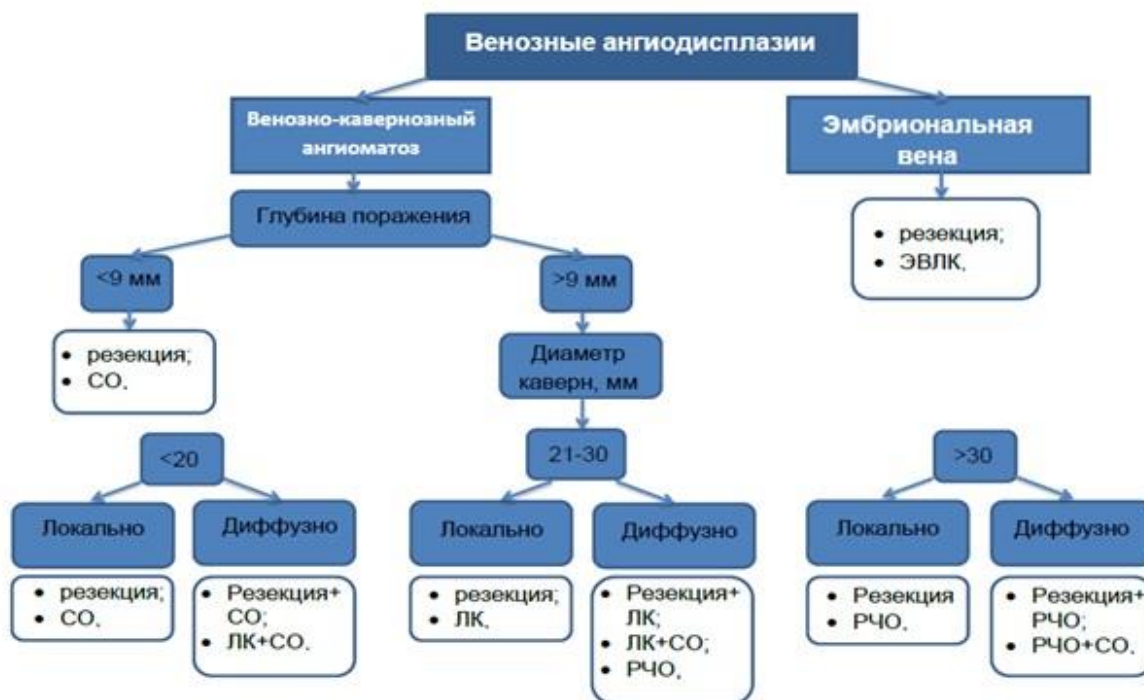 Венозные ангиодисплазии
Венозно-кавернозный
ангиоматоз
Эмбриональная
вена
Глубина поражения
• резекция;
• ЭВЛК.
<9 мм
>9 мм
• резекция;
• СО.
Диаметр
каверн, мм
<20
21-30
>30
Локально
Диффузно
Локально
Диффузно
Локально
Диффузно
• резекция;
• СО.
• Резекция+
СО;
• ЛК+СО.
• резекция;
• ЛК.
• Резекция+
ЛК;
• ЛК+СО;
• РЧО.
• Резекция
• РЧО.
• Резекция+
РЧО;
• РЧО+СО.